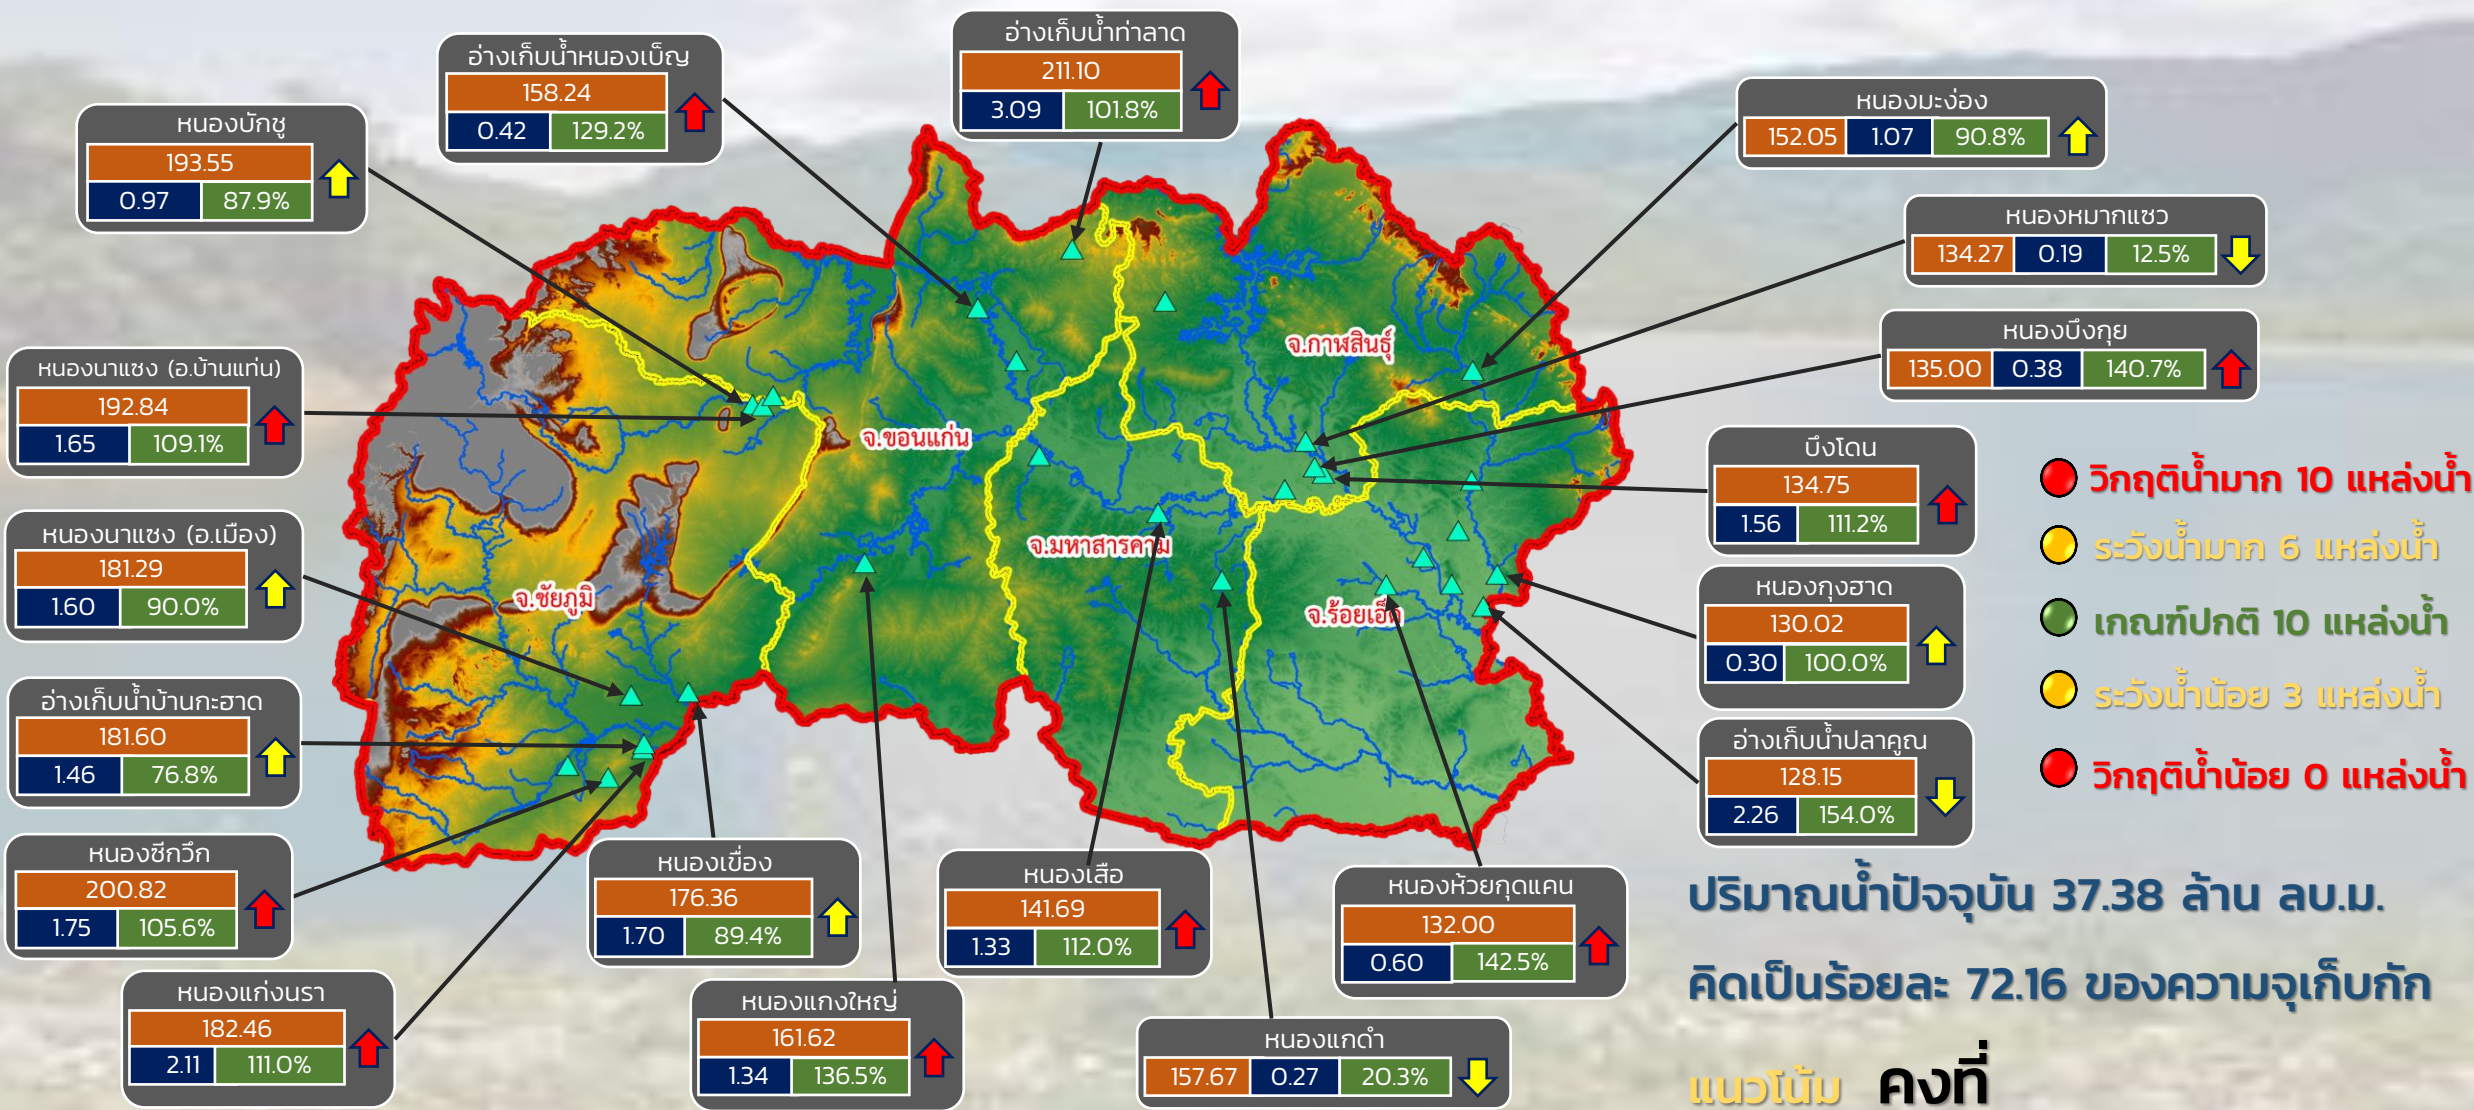 อ่างเก็บน้ำท่าลาด
211.10
3.09 101.8%
อ่างเก็บน้ำหนองเบ็ญ
158.24
0.42 129.2%
หนองบักชู
193.55
0.97 87.9%
หนองมะง่อง
152.05 1.07 90.8%
หนองหมากแซว
134.27 0.19 12.5%
หนองบึงกุย
135.00 0.38 140.7%
หนองนาแซง (อ.บ้านแท่น)
192.84
1.65 109.1%
จ.กาฬสินธุ์
จ.ขอนแก่น
บึงโดน
134.75
1.56 111.2%
วิกฤติน้ำมาก 10 แหล่งน้ำ
ระวังน้ำมาก 6 แหล่งน้ำ
เกณฑ์ปกติ 10 แหล่งน้ำ
ระวังน้ำน้อย 3 แหล่งน้ำ
วิกฤติน้ำน้อย 0 แหล่งน้ำ
หนองนาแซง (อ.เมือง)
181.29
1.60 90.0%
จ.มหาสารคาม
จ.ชัยภูมิ
จ.ร้อยเอ็ด
หนองกุงฮาด
130.02
0.30 100.0%
อ่างเก็บน้ำบ้านกะฮาด
181.60
1.46 76.8%
อ่างเก็บน้ำปลาคูณ
128.15
2.26 154.0%
หนองซีกวึก
200.82
1.75 105.6%
หนองเขื่อง
176.36
1.70 89.4%
หนองเสือ
141.69
1.33 112.0%
หนองห้วยกุดแคน
132.00
0.60 142.5%
หนองแก่งนรา
182.46
2.11 111.0%
หนองแกงใหญ่
161.62
1.34 136.5%
หนองแกดำ
157.67 0.27 20.3%
ปริมาณน้ำปัจจุบัน 37.38 ล้าน ลบ.ม.
คิดเป็นร้อยละ 72.16 ของความจุเก็บกัก
แนวโน้ม คงที่